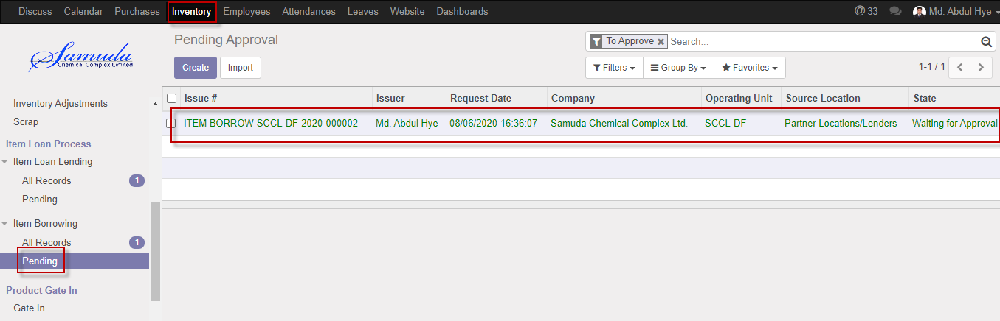 Discuss Calendar Purchases Inventory Employees Attendances Leaves Website Dashboards @ 33 Md. Abdul Hye
Samuda
Chemical Complex Limited
Inventory Adjustments
Scrap
Item Loan Process
Item Loan Lending
All Records 1
Pending
Item Borrowing
All Records 1
Pending
Product Gate In
Gate In
Pending Approval
To Approve Search...
Create Import
Filters Group By Favorites 1-1 / 1
Issue # Issuer Request Date Company Operating Unit Source Location State
ITEM BORROW-SCCL-DF-2020-000002 Md. Abdul Hye 08/06/2020 16:36:07 Samuda Chemical Complex Ltd. SCCL-DF Partner Locations/Lenders Waiting for Approval